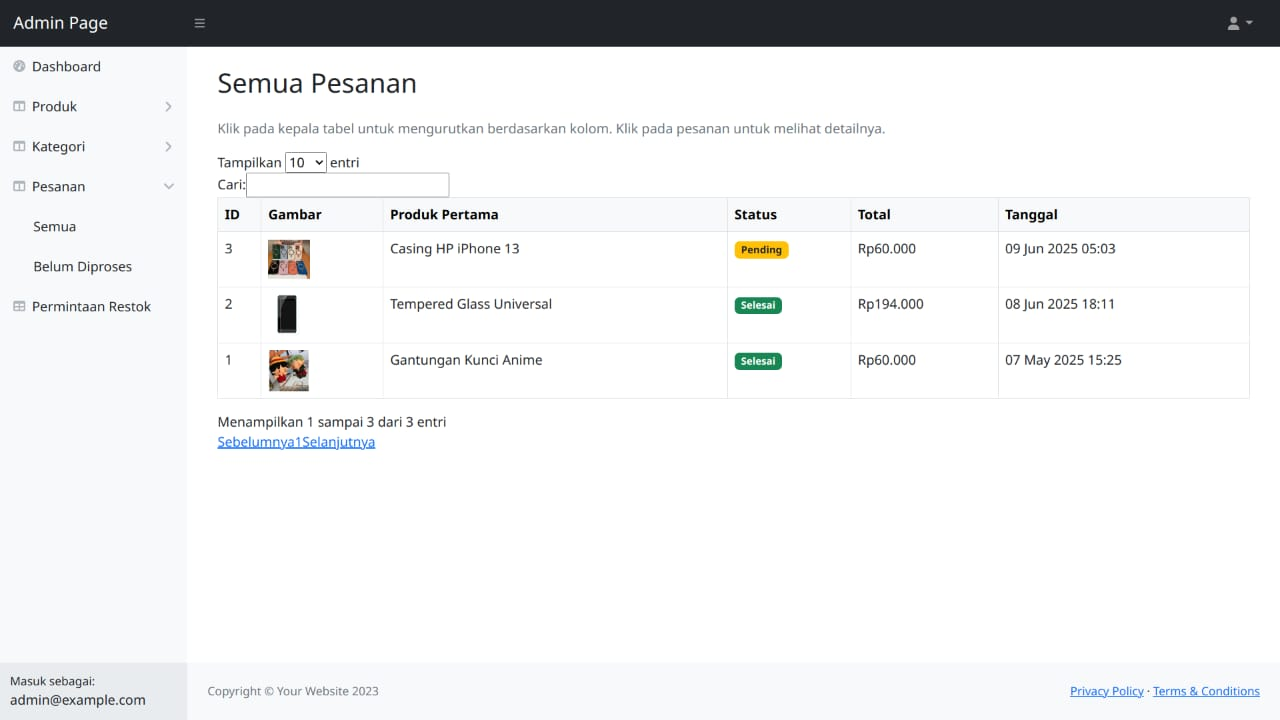 Admin Page
Dashboard
Produk
Kategori
Pesanan
Semua
Belum Diproses
Permintaan Restok
Masuk sebagai:
admin@example.com
Semua Pesanan
Klik pada kepala tabel untuk mengurutkan berdasarkan kolom. Klik pada pesanan untuk melihat detailnya.
Tampilkan 10 entri
Cari:
ID Gambar Produk Pertama Status Total Tanggal
3 Casing HP iPhone 13 Pending Rp60.000 09 Jun 2025 05:03
2 Tempered Glass Universal Selesai Rp194.000 08 Jun 2025 18:11
1 Gantungan Kunci Anime Selesai Rp60.000 07 May 2025 15:25
Menampilkan 1 sampai 3 dari 3 entri
Sebelumnya1Selanjutnya
Copyright © Your Website 2023
Privacy Policy · Terms & Conditions